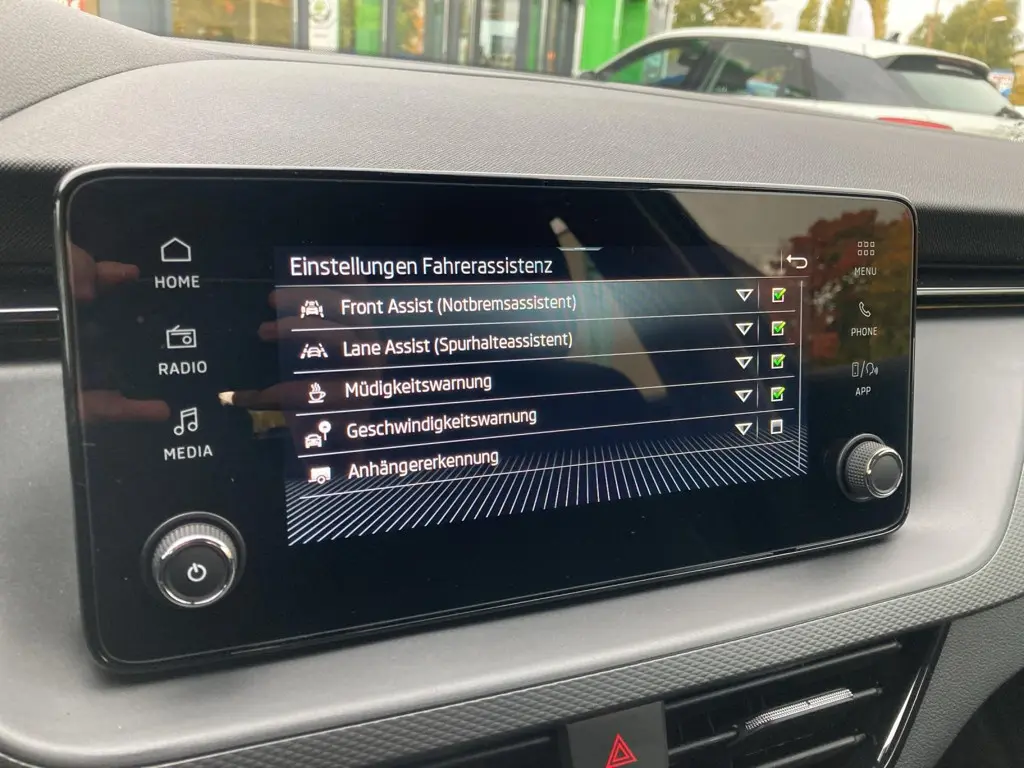 HOME
RADIO
MEDIA
Einstellungen Fahrerassistenz
Front Assist (Notbremsassistent)
Lane Assist (Spurhalteassistent)
Müdigkeitswarnung
Geschwindigkeitswarnung
Anhängererkennung
MENU
PHONE
APP